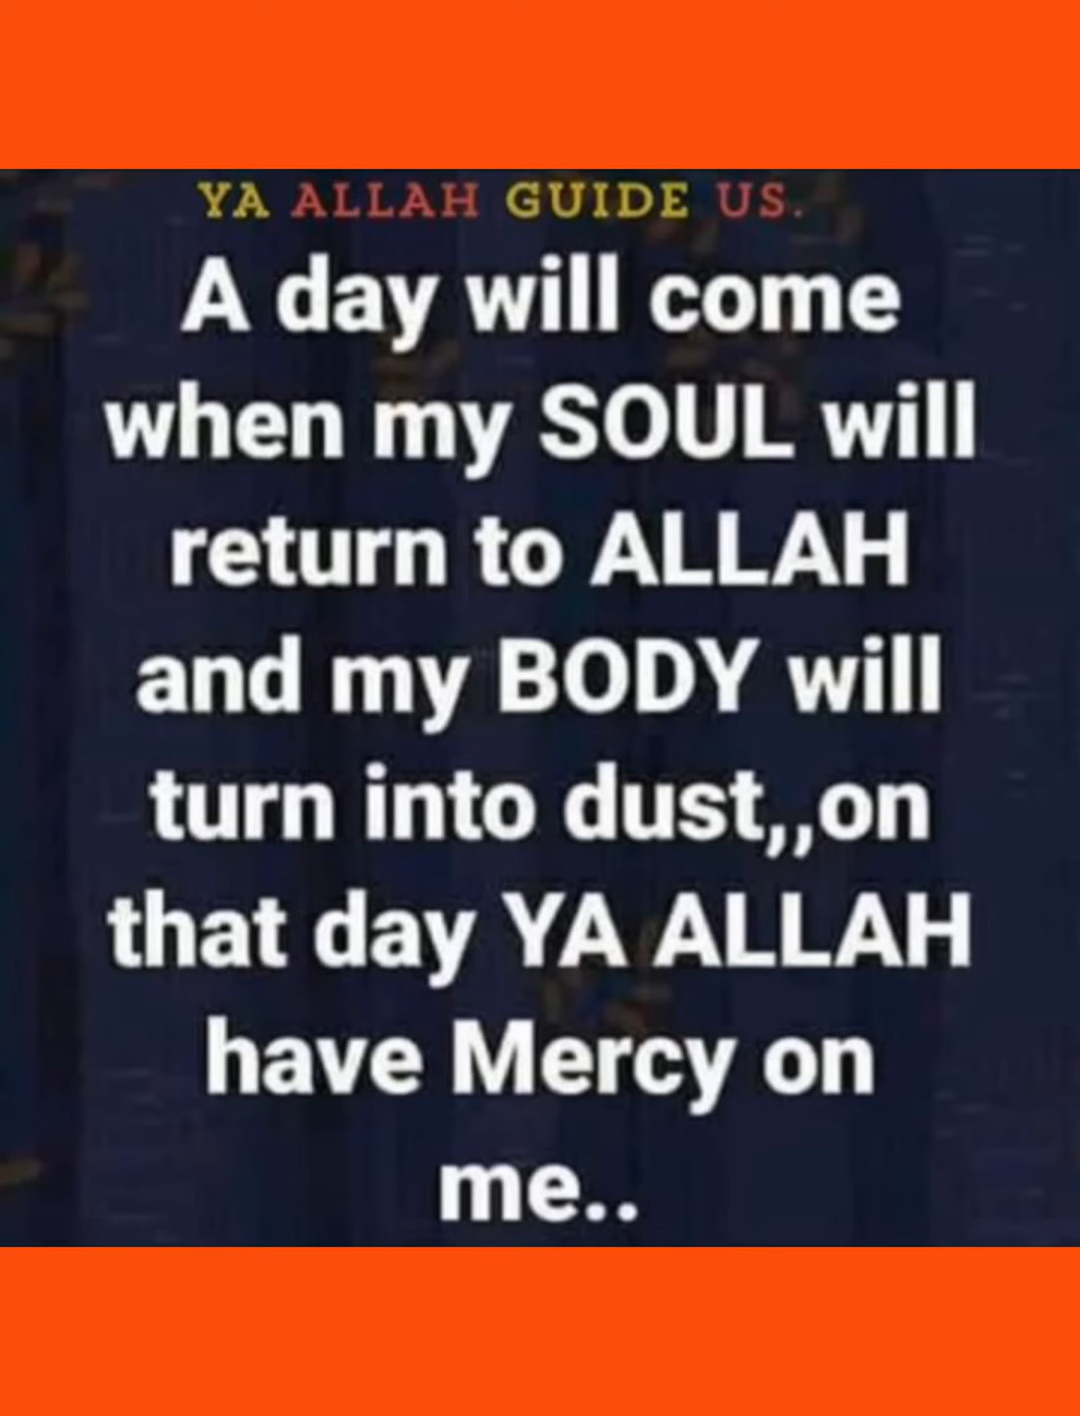 YA ALLAH GUIDE US.
A day will come
when my SOUL will
return to ALLAH
and my BODY will
turn into dust,,on
that day YA ALLAH
have Mercy on
me..